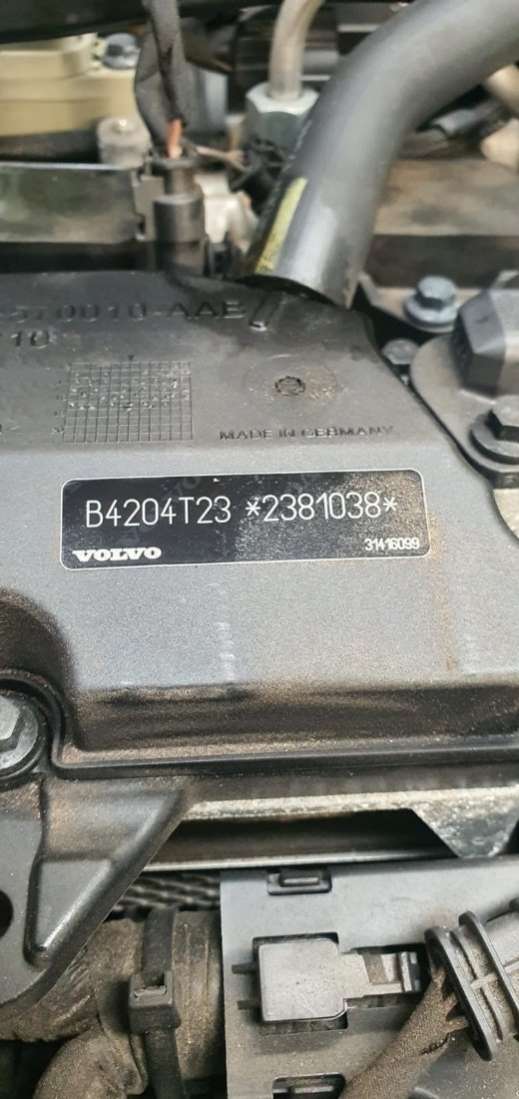 MADE IN GERMANY
B4204T23 *2381038*
VOLVO
31416099